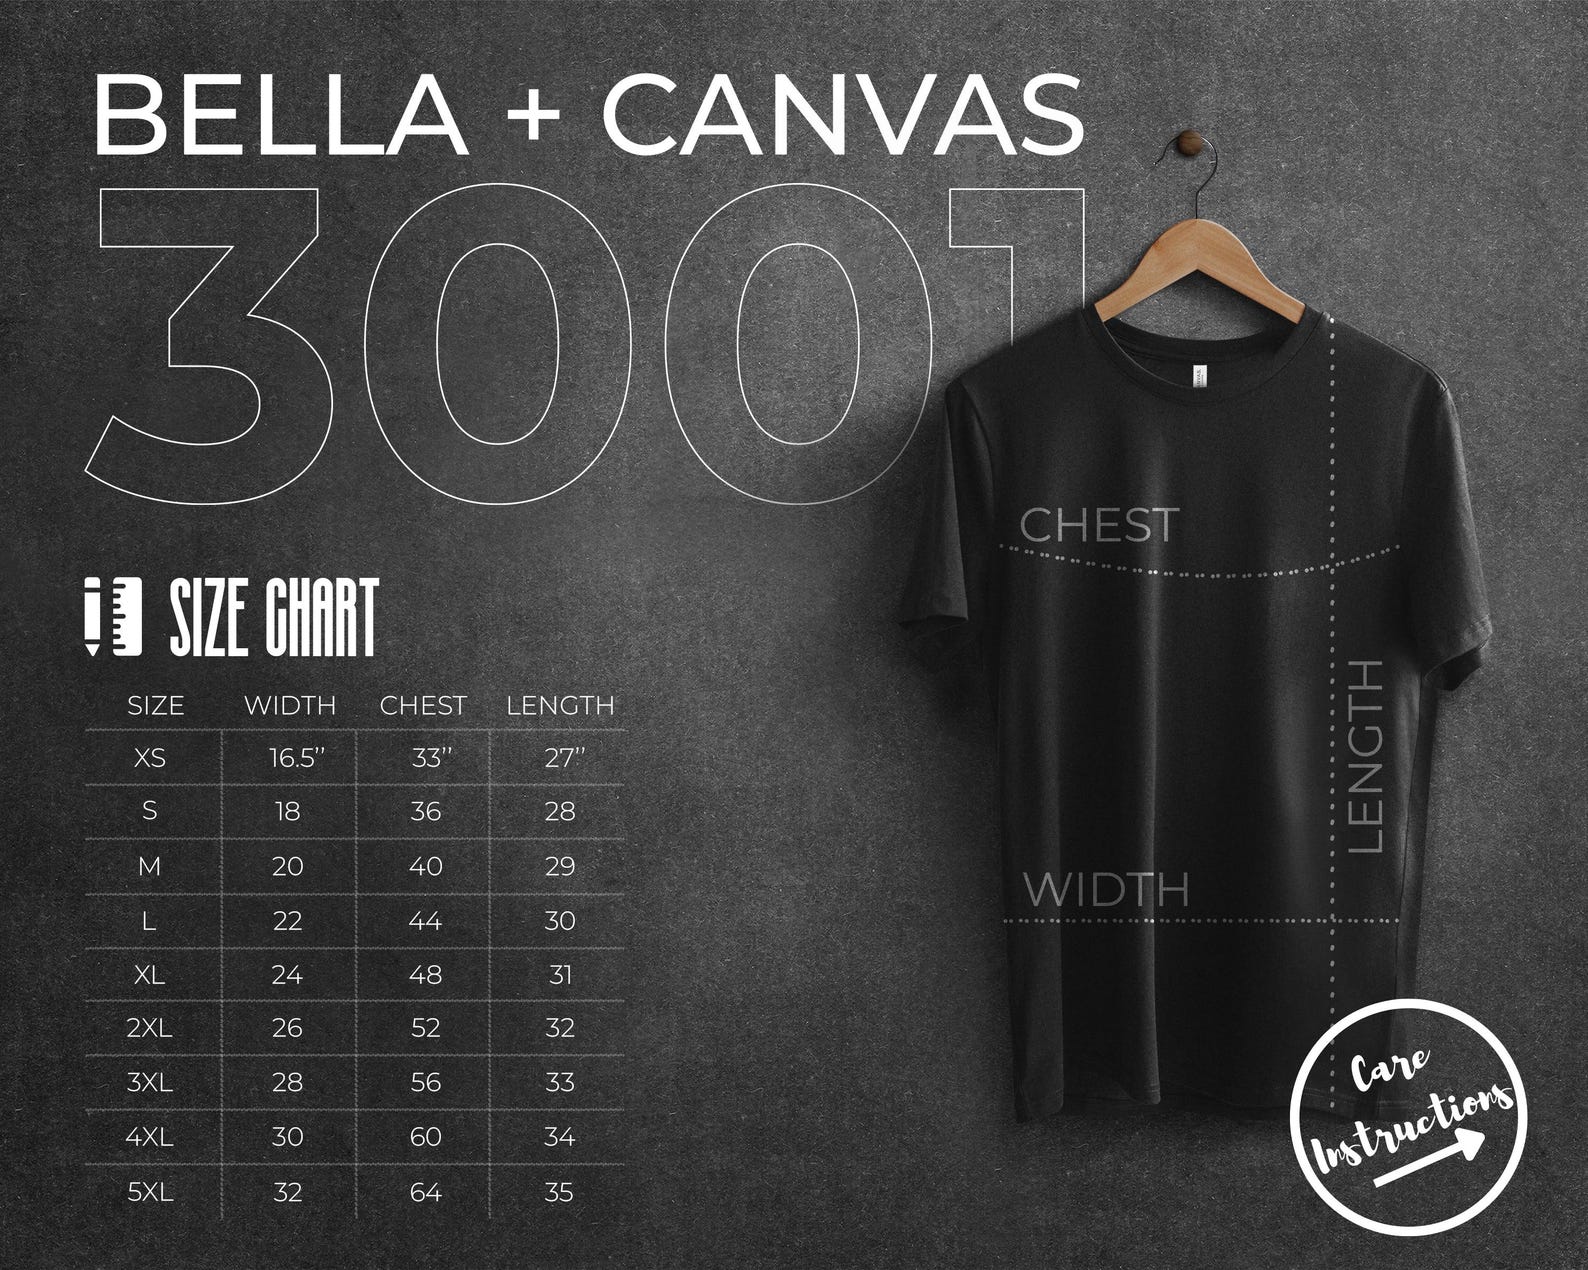 BELLA + CANVAS
3001
CHEST
LENGTH
WIDTH
SIZE CHART
SIZE WIDTH CHEST LENGTH
XS 16.5’’ 33’’ 27’’
S 18 36 28
M 20 40 29
L 22 44 30
XL 24 48 31
2XL 26 52 32
3XL 28 56 33
4XL 30 60 34
5XL 32 64 35
Care
Instructions